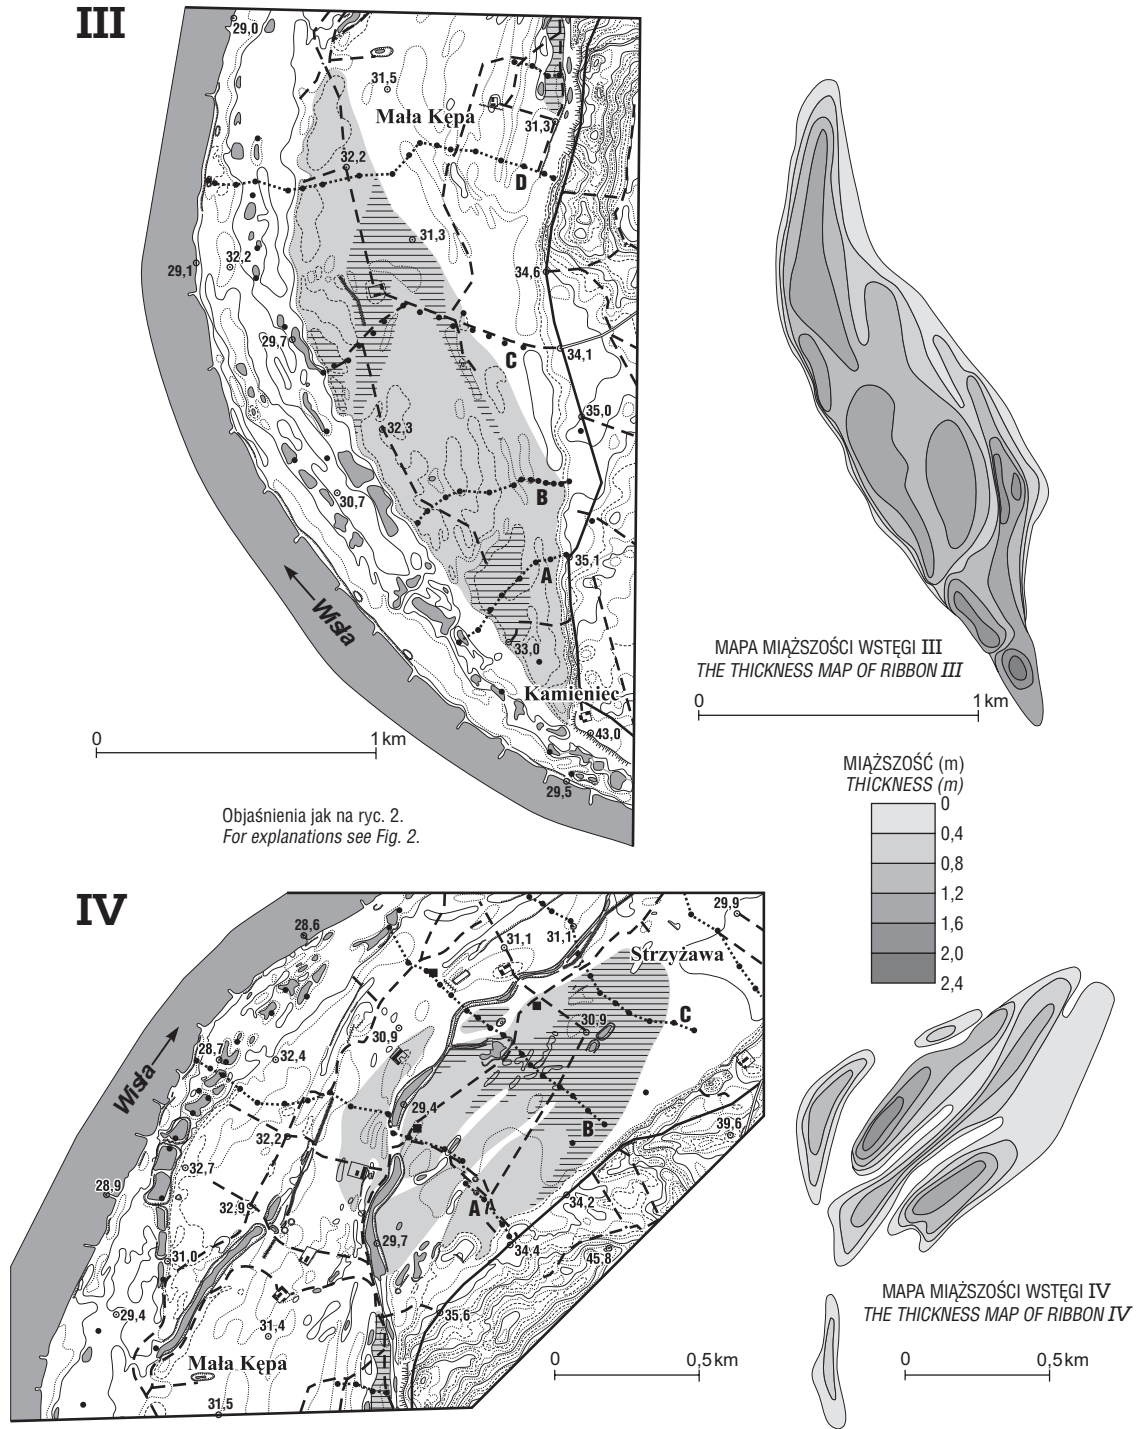 III
29,0
31,5
Mała Kępa
31,3
32,2
D
31,3
32,2
29,1
34,6
29,7
34,1
C
35,0
32,3
B
30,7
35,1
A
Wisła
33,0
Kamieniec
43,0
29,5
0 1 km
Objaśnienia jak na ryc. 2.
For explanations see Fig. 2.
MAPA MIĄŻSZOŚCI WSTĘGI III
THE THICKNESS MAP OF RIBBON III
0 1 km
MIĄŻSZOŚĆ (m)
THICKNESS (m)
0
0,4
0,8
1,2
1,6
2,0
2,4
IV
28,6
31,1
31,1
29,9
Strzyżawa
30,9
30,9
C
28,7
32,4
Wisła
29,4
B
39,6
32,2
32,7
28,9
32,9
A
34,2
31,0
29,7
34,4
45,8
29,4
35,6
31,4
Mała Kępa
31,5
0 0,5 km
MAPA MIĄŻSZOŚCI WSTĘGI IV
THE THICKNESS MAP OF RIBBON IV
0 0,5 km